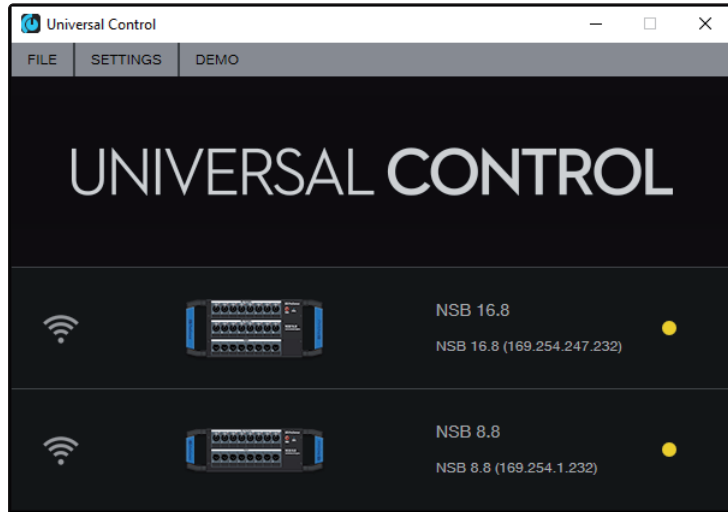 Universal Control
FILE SETTINGS DEMO
UNIVERSAL CONTROL
NSB 16.8
NSB 16.8 (169.254.247.232)
NSB 8.8
NSB 8.8 (169.254.1.232)